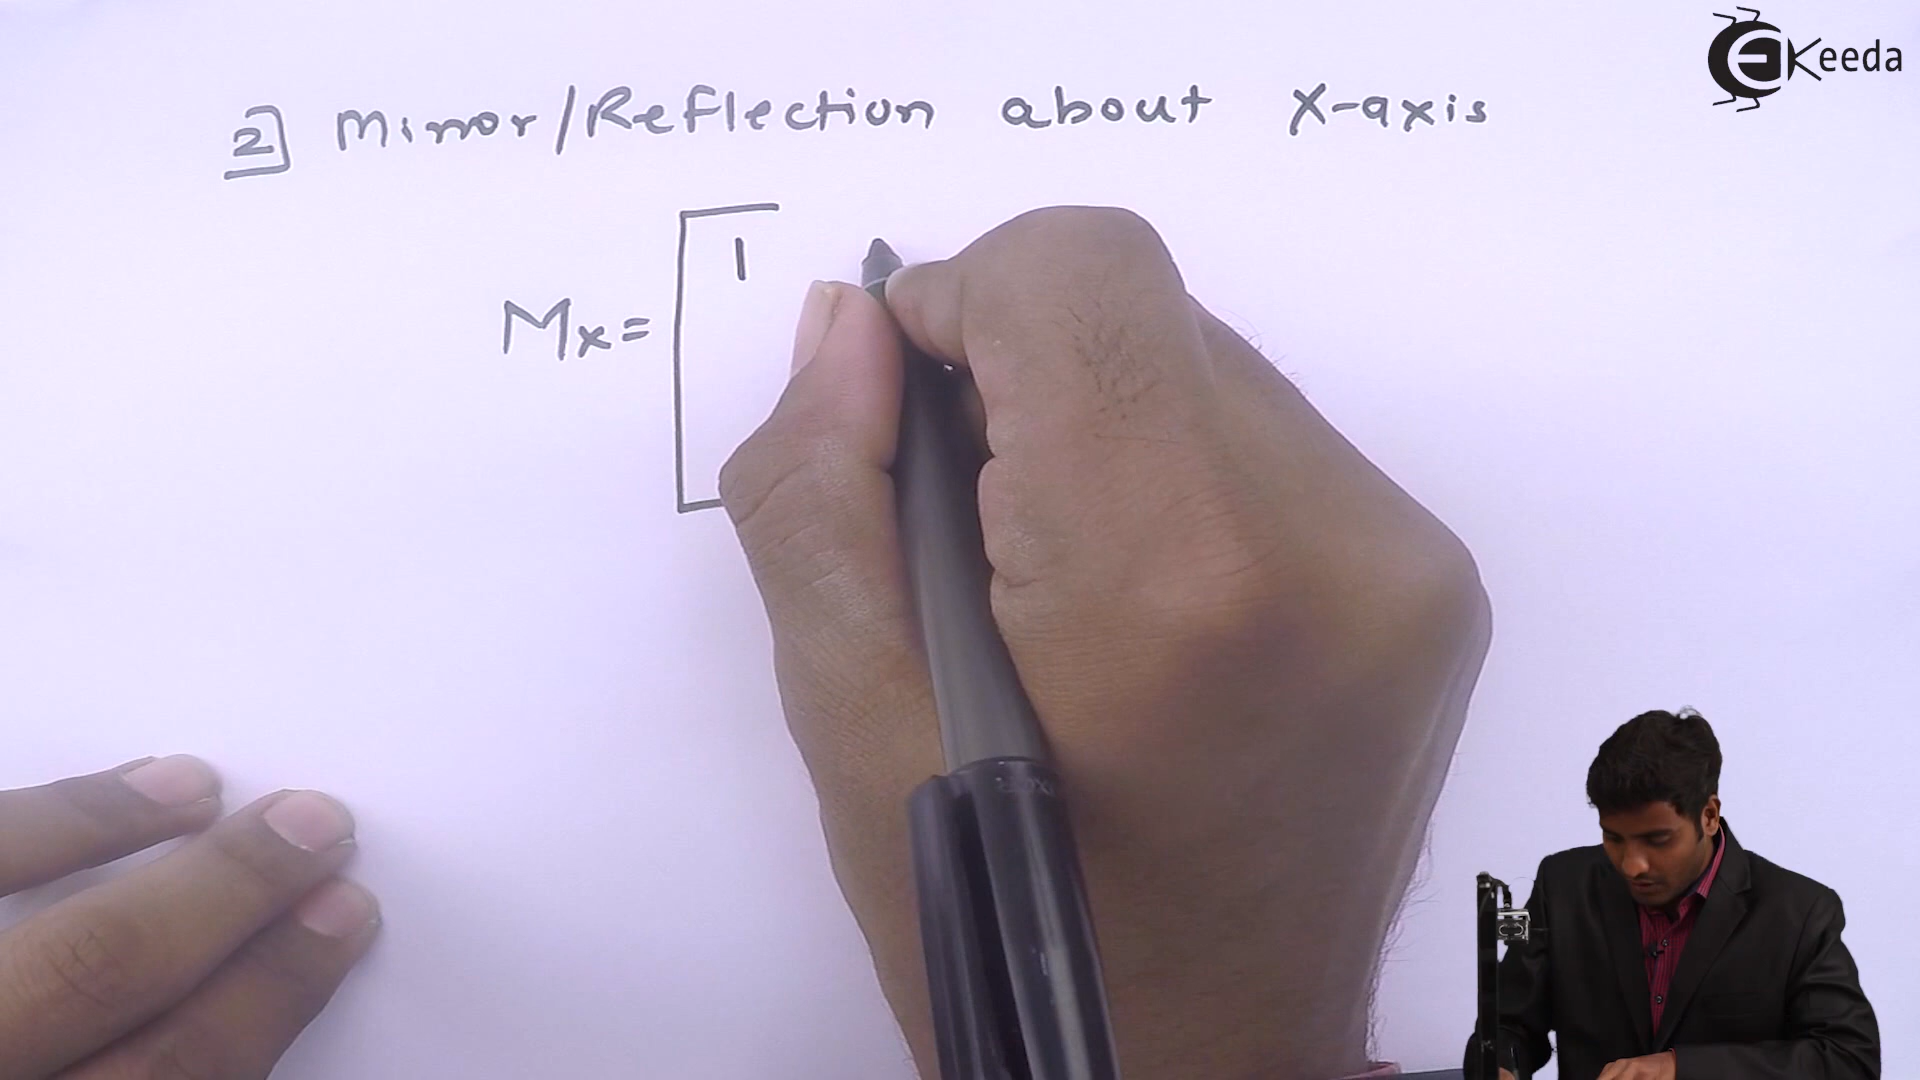 EKeeda
2] Mirror/Reflection about X-axis
Mx= [ 1